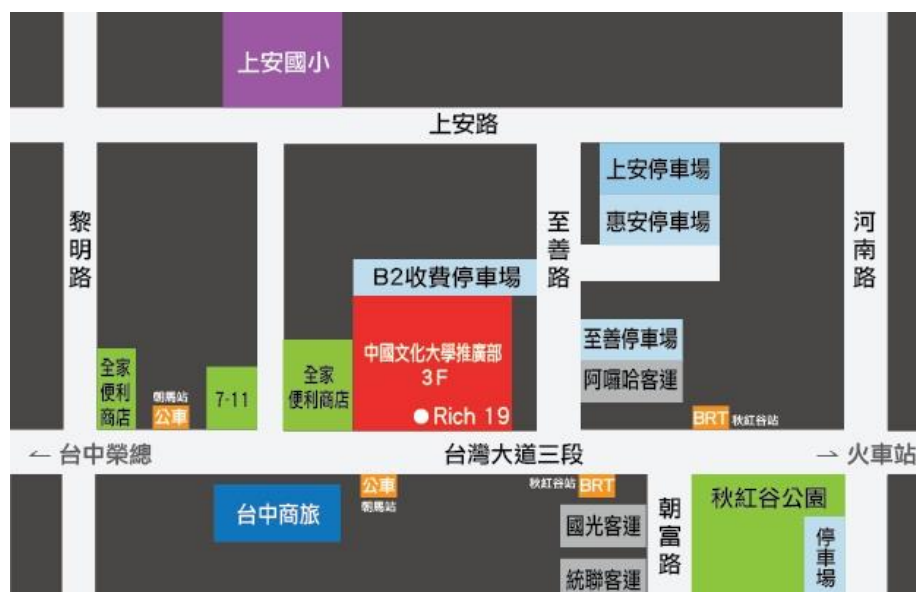 上安國小
上安路
上安停車場
惠安停車場
黎明路
至善路
河南路
B2收費停車場
中國文化大學推廣部
3F
Rich 19
至善停車場
阿囉哈客運
全家
便利
商店
朝馬站
公車
7-11
全家
便利商店
BRT 秋紅谷站
← 台中榮總
台灣大道三段
→ 火車站
台中商旅
公車
朝馬站
秋紅谷站 BRT
國光客運
統聯客運
朝富路
秋紅谷公園
停車場